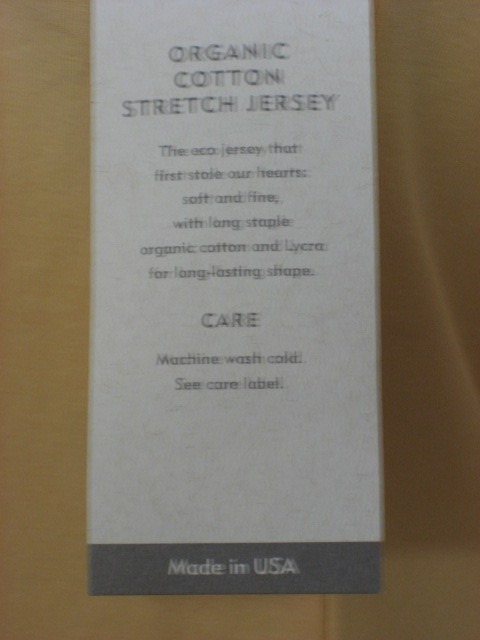 ORGANIC
COTTON
STRETCH JERSEY
The eco jersey that
first stole our hearts:
soft and fine,
with long staple
organic cotton and Lycra
for long-lasting shape.
CARE
Machine wash cold.
See care label.
Made in USA